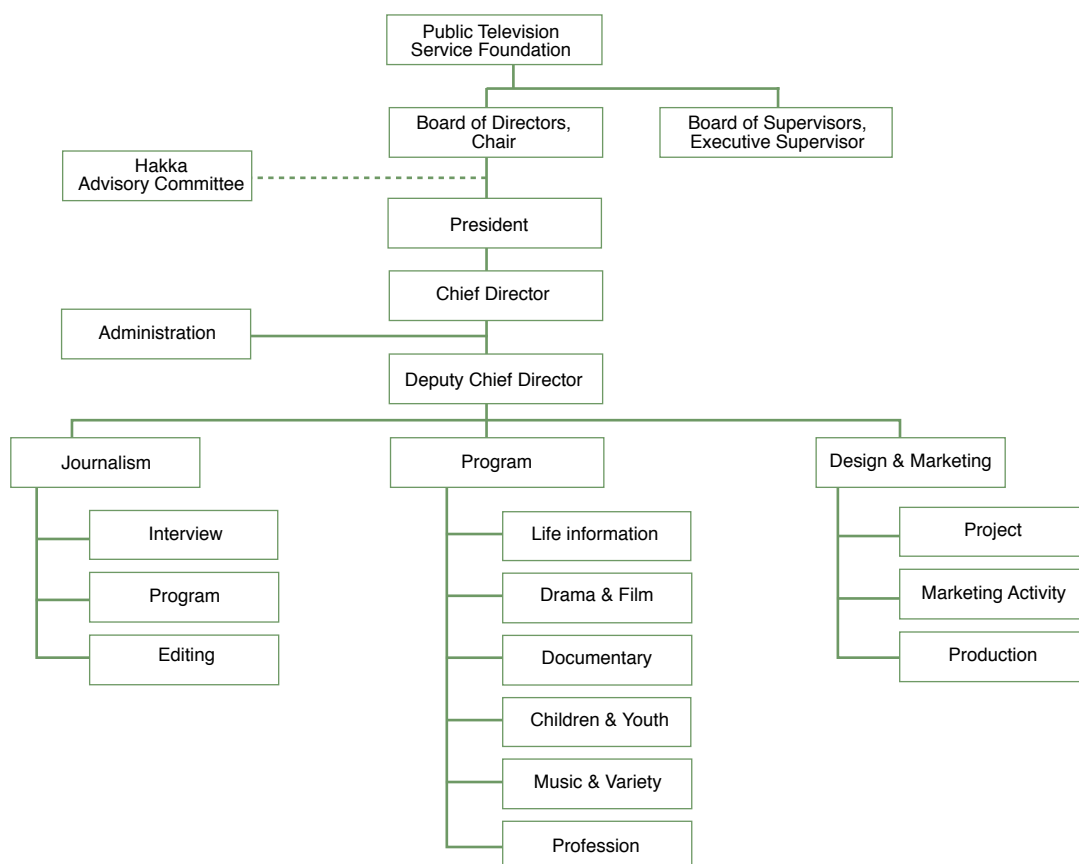 Public Television
Service Foundation
Board of Directors,
Chair
Board of Supervisors,
Executive Supervisor
Hakka
Advisory Committee
President
Chief Director
Administration
Deputy Chief Director
Journalism
Program
Design & Marketing
Interview
Program
Editing
Life information
Drama & Film
Documentary
Children & Youth
Music & Variety
Profession
Project
Marketing Activity
Production